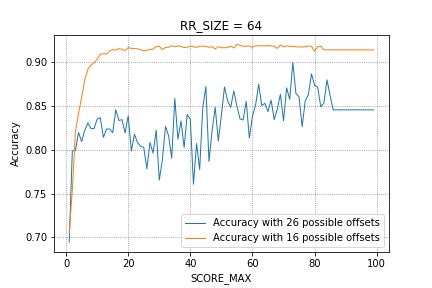 RR_SIZE = 64
Accuracy
0.90
0.85
0.80
0.75
0.70
0
20
40
60
80
100
SCORE_MAX
Accuracy with 26 possible offsets
Accuracy with 16 possible offsets